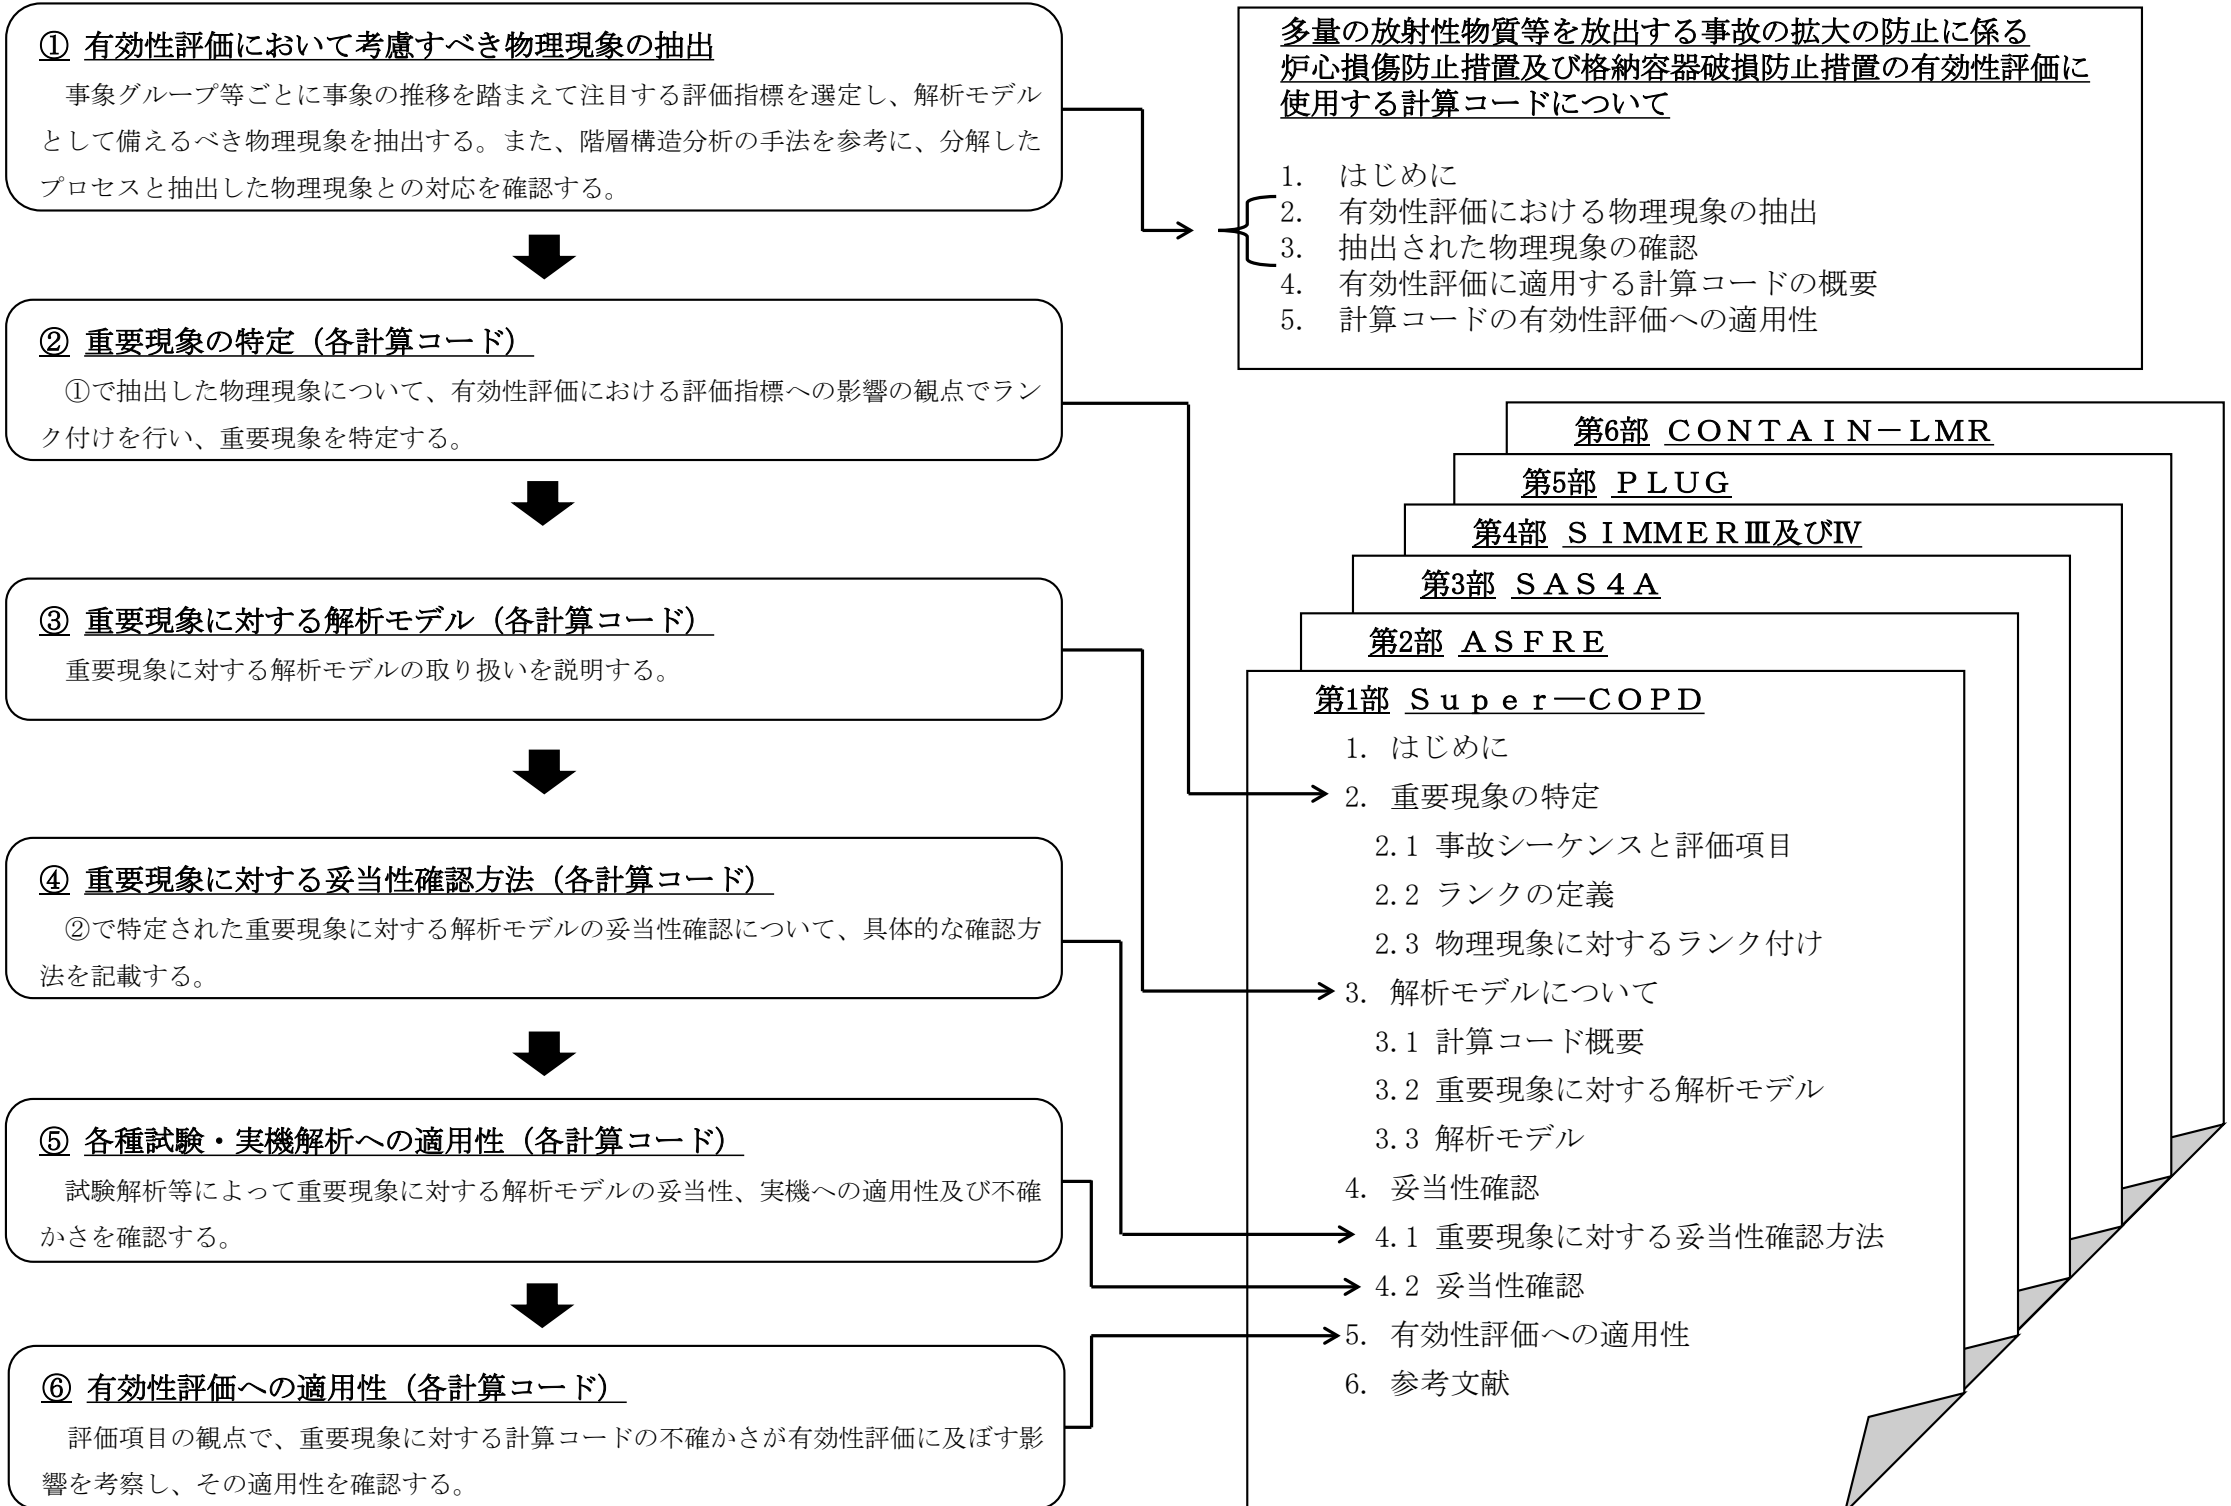 ① 有効性評価において考慮すべき物理現象の抽出
事象グループ等ごとに事象の推移を踏まえて注目する評価指標を選定し、解析モデル
として備えるべき物理現象を抽出する。また、階層構造分析の手法を参考に、分解した
プロセスと抽出した物理現象との対応を確認する。
② 重要現象の特定（各計算コード）
①で抽出した物理現象について、有効性評価における評価指標への影響の観点でラン
ク付けを行い、重要現象を特定する。
③ 重要現象に対する解析モデル（各計算コード）
重要現象に対する解析モデルの取り扱いを説明する。
④ 重要現象に対する妥当性確認方法（各計算コード）
②で特定された重要現象に対する解析モデルの妥当性確認について、具体的な確認方
法を記載する。
⑤ 各種試験・実機解析への適用性（各計算コード）
試験解析等によって重要現象に対する解析モデルの妥当性、実機への適用性及び不確
かさを確認する。
⑥ 有効性評価への適用性（各計算コード）
評価項目の観点で、重要現象に対する計算コードの不確かさが有効性評価に及ぼす影
響を考察し、その適用性を確認する。
多量の放射性物質等を放出する事故の拡大の防止に係る
炉心損傷防止措置及び格納容器破損防止措置の有効性評価に
使用する計算コードについて
1. はじめに
2. 有効性評価における物理現象の抽出
3. 抽出された物理現象の確認
4. 有効性評価に適用する計算コードの概要
5. 計算コードの有効性評価への適用性
第6部 ＣＯＮＴＡＩＮ－ＬＭＲ
第5部 ＰＬＵＧ
第4部 ＳＩＭＭＥＲⅢ及びⅣ
第3部 ＳＡＳ４Ａ
第2部 ＡＳＦＲＥ
第1部 Ｓｕｐｅｒ―ＣＯＰＤ
1. はじめに
2. 重要現象の特定
2.1 事故シーケンスと評価項目
2.2 ランクの定義
2.3 物理現象に対するランク付け
3. 解析モデルについて
3.1 計算コード概要
3.2 重要現象に対する解析モデル
3.3 解析モデル
4. 妥当性確認
4.1 重要現象に対する妥当性確認方法
4.2 妥当性確認
5. 有効性評価への適用性
6. 参考文献